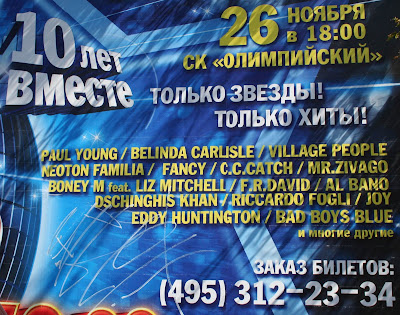 10 лет
вместе
26 НОЯБРЯ
в 18:00
СК «ОЛИМПИЙСКИЙ»
ТОЛЬКО ЗВЕЗДЫ!
ТОЛЬКО ХИТЫ!
PAUL YOUNG / BELINDA CARLISLE / VILLAGE PEOPLE
NEOTON FAMILIA / FANCY / C.C.CATCH / MR.ZIVAGO
BONEY M feat. LIZ MITCHELL / F.R.DAVID / AL BANO
DSCHINGHIS KHAN / RICCARDO FOGLI / JOY
EDDY HUNTINGTON / BAD BOYS BLUE
и многие другие
ЗАКАЗ БИЛЕТОВ:
(495) 312-23-34